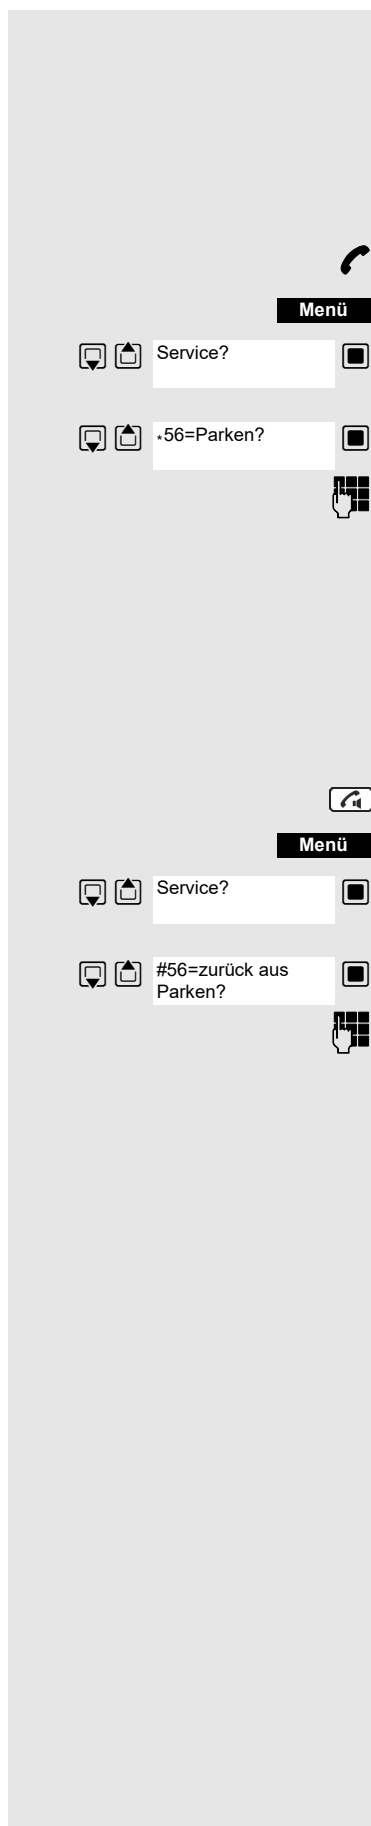 Menü
Service?
*56=Parken?
Menü
Service?
#56=zurück aus
Parken?